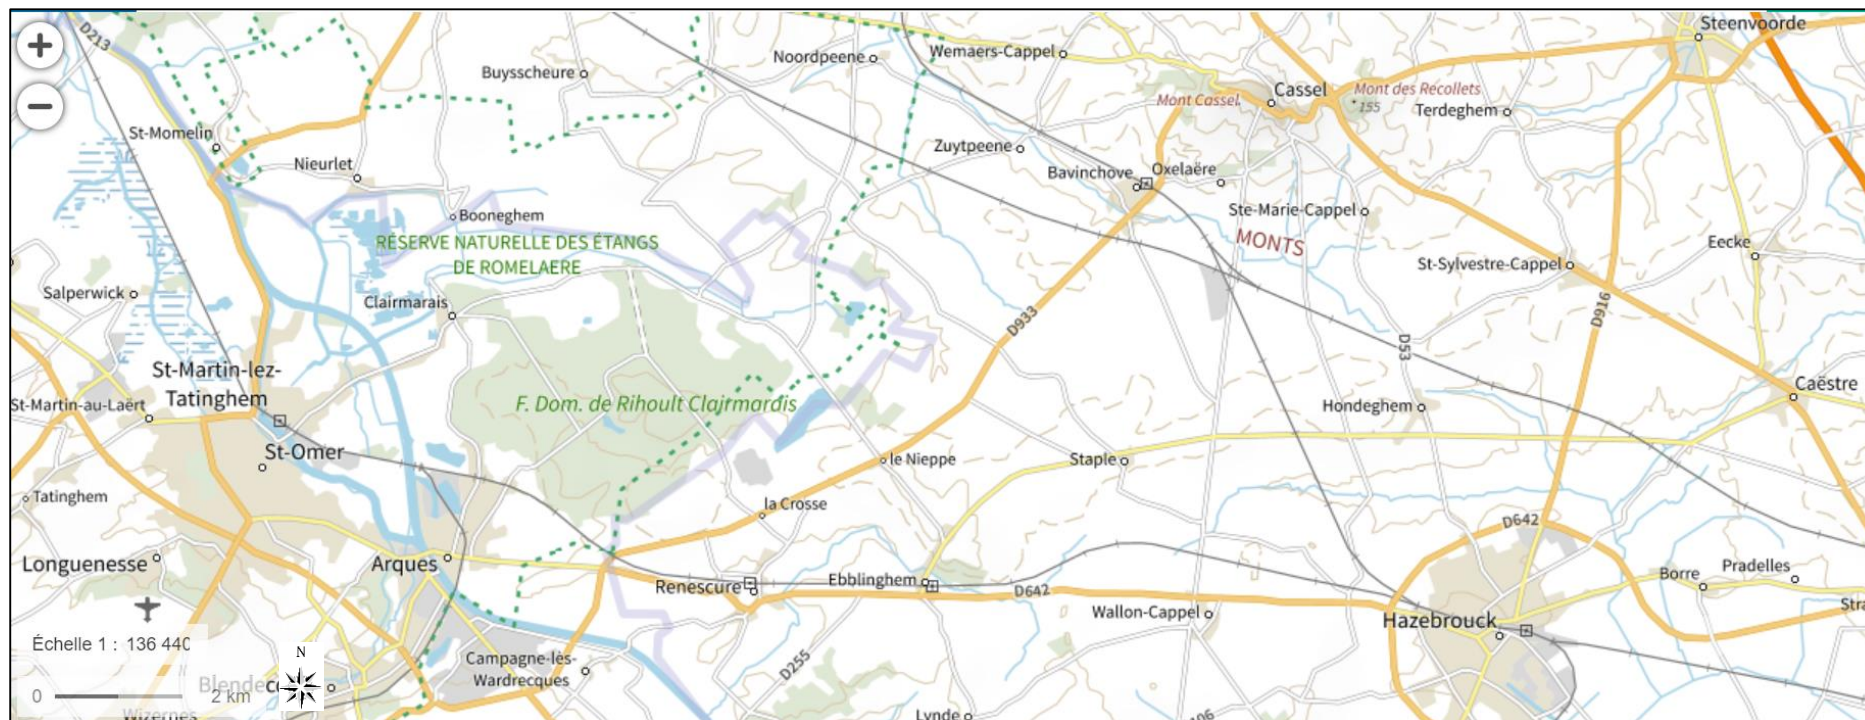 Steenvoorde
D213
Noordpeene
Wemaers-Cappel
Buysscheure
Cassel
Mont des Récollets
Mont Cassel
155
Terdeghem
St-Momelin
Zuytpeene
Nieurlet
Bavinchove
Oxelaëre
Booneghem
Ste-Marie-Cappel
RÉSERVE NATURELLE DES ÉTANGS
DE ROMELAERE
MONTS
Eecke
St-Sylvestre-Cappel
Salperwick
Clairmarais
D933
D916
D53
St-Martin-lez-
Tatinghem
Caëstre
St-Martin-au-Laërt
F. Dom. de Rihoult Clairmarais
Hondeghem
St-Omer
le Nieppe
Staple
Tatinghem
la Crosse
D642
Longuenesse
Arques
Renescure
Ebblinghem
D642
Borre
Pradelles
Wallon-Cappel
Stra
Hazebrouck
Échelle 1 : 136 440
N
Campagne-lès-
Wardrecques
D255
0
2 km
Blendec
Wizernes
Lynde